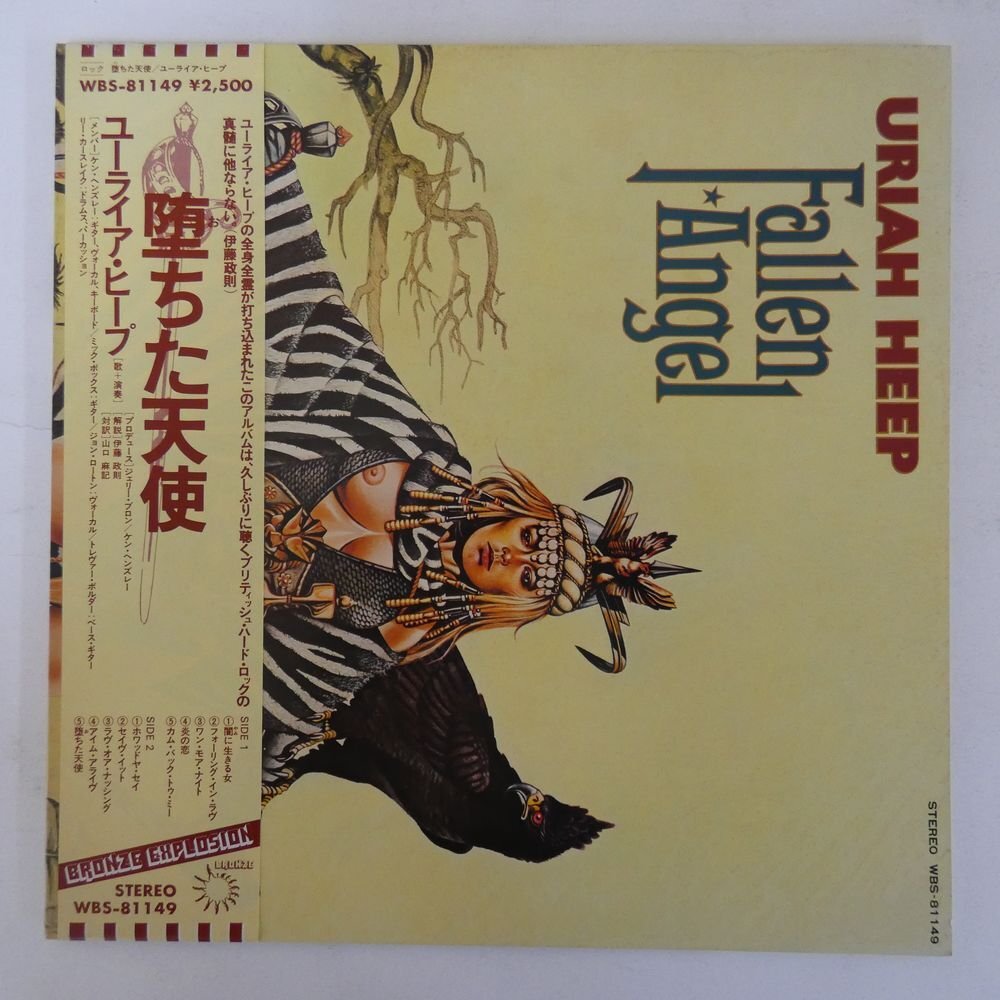 ロック 堕ちた天使／ユーライア・ヒープ
WBS-81149 ¥2,500
ユーライア・ヒープの全身全霊が打ち込まれたこのアルバムは、久しぶりに聴くブリティッシュ・ハード・ロックの
真髄に他ならない。(伊藤政則)
お
堕ちた天使
ユーライア・ヒープ
[歌+演奏]
[プロデュース]ジェリー・ブロン／ケン・ヘンズレー
[解説]伊藤 政則
[対訳]山口 麻記
[メンバー]ケン・ヘンズレー：ギター、ヴォーカル、キーボード／ミック・ボックス：ギター／ジョン・ロートン：ヴォーカル／トレヴァー・ボルダー：ベース・ギター
リー・カースレイク：ドラムス、パーカッション
SIDE 1
①闇に生きる女
②フォーリング・イン・ラヴ
③ワン・モア・ナイト
④炎の恋
⑤カム・バック・トゥ・ミー
SIDE 2
①ホワッドヤ・セイ
②セイヴ・イット
③ラヴ・オア・ナッシング
④アイム・アライヴ
⑤堕ちた天使
BRONZE EXPLOSION
BRONZE
STEREO
WBS-81149
URIAH HEEP
Fallen
Angel
STEREO WBS-81149